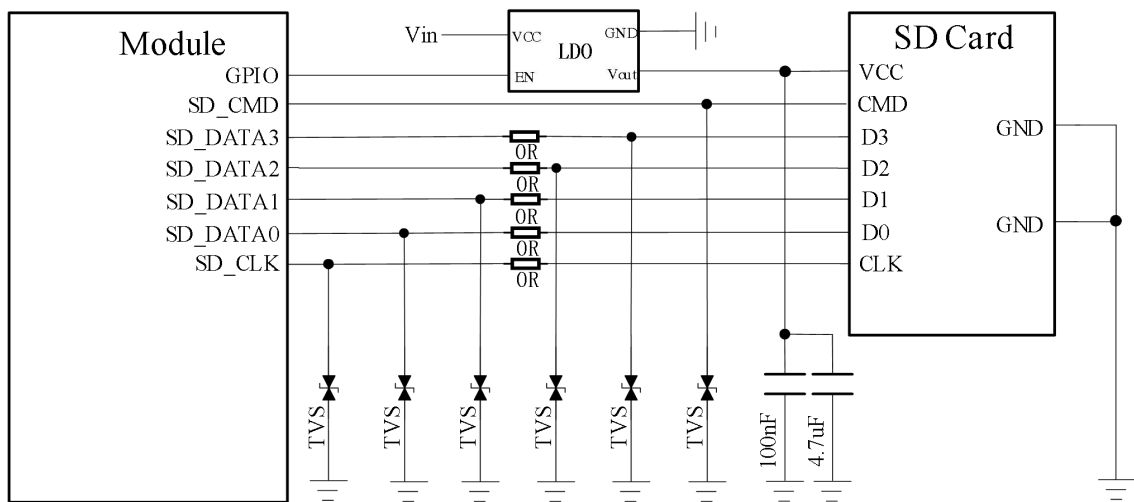 Module
GPIO
SD_CMD
SD_DATA3
SD_DATA2
SD_DATA1
SD_DATA0
SD_CLK
Vin
VCC
GND
LDO
EN
Vout
0R
0R
0R
0R
0R
SD Card
VCC
CMD
D3
D2
D1
D0
CLK
GND
GND
TVS
TVS
TVS
TVS
TVS
TVS
100nF
4.7uF